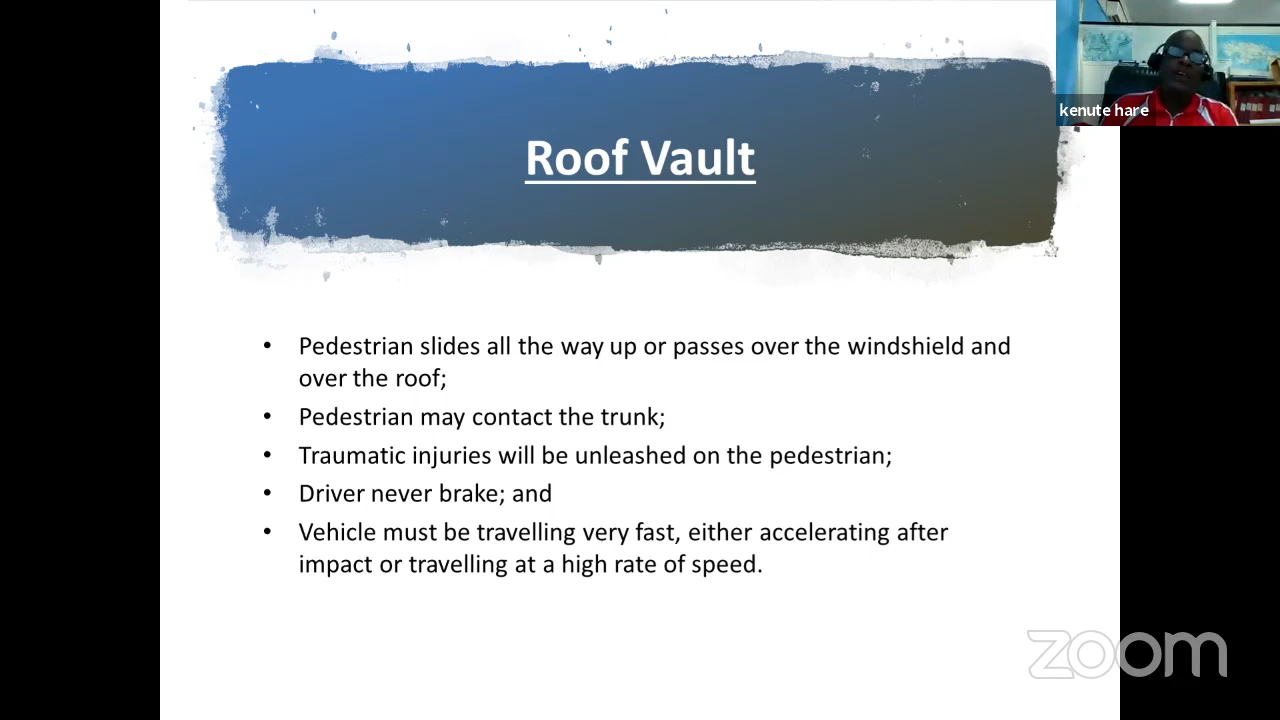 kenute hare
Roof Vault
• Pedestrian slides all the way up or passes over the windshield and
over the roof;
• Pedestrian may contact the trunk;
• Traumatic injuries will be unleashed on the pedestrian;
• Driver never brake; and
• Vehicle must be travelling very fast, either accelerating after
impact or travelling at a high rate of speed.
zoom